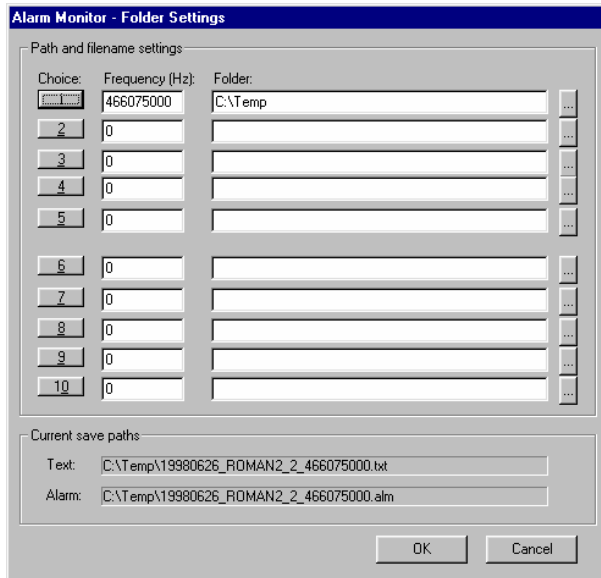 Alarm Monitor - Folder Settings
Path and filename settings
Choice: Frequency (Hz): Folder:
1 466075000 C:\Temp ...
2 0 ...
3 0 ...
4 0 ...
5 0 ...
6 0 ...
7 0 ...
8 0 ...
9 0 ...
10 0 ...
Current save paths
Text: C:\Temp\19980626_ROMAN2_2_466075000.txt
Alarm: C:\Temp\19980626_ROMAN2_2_466075000.alm
OK Cancel